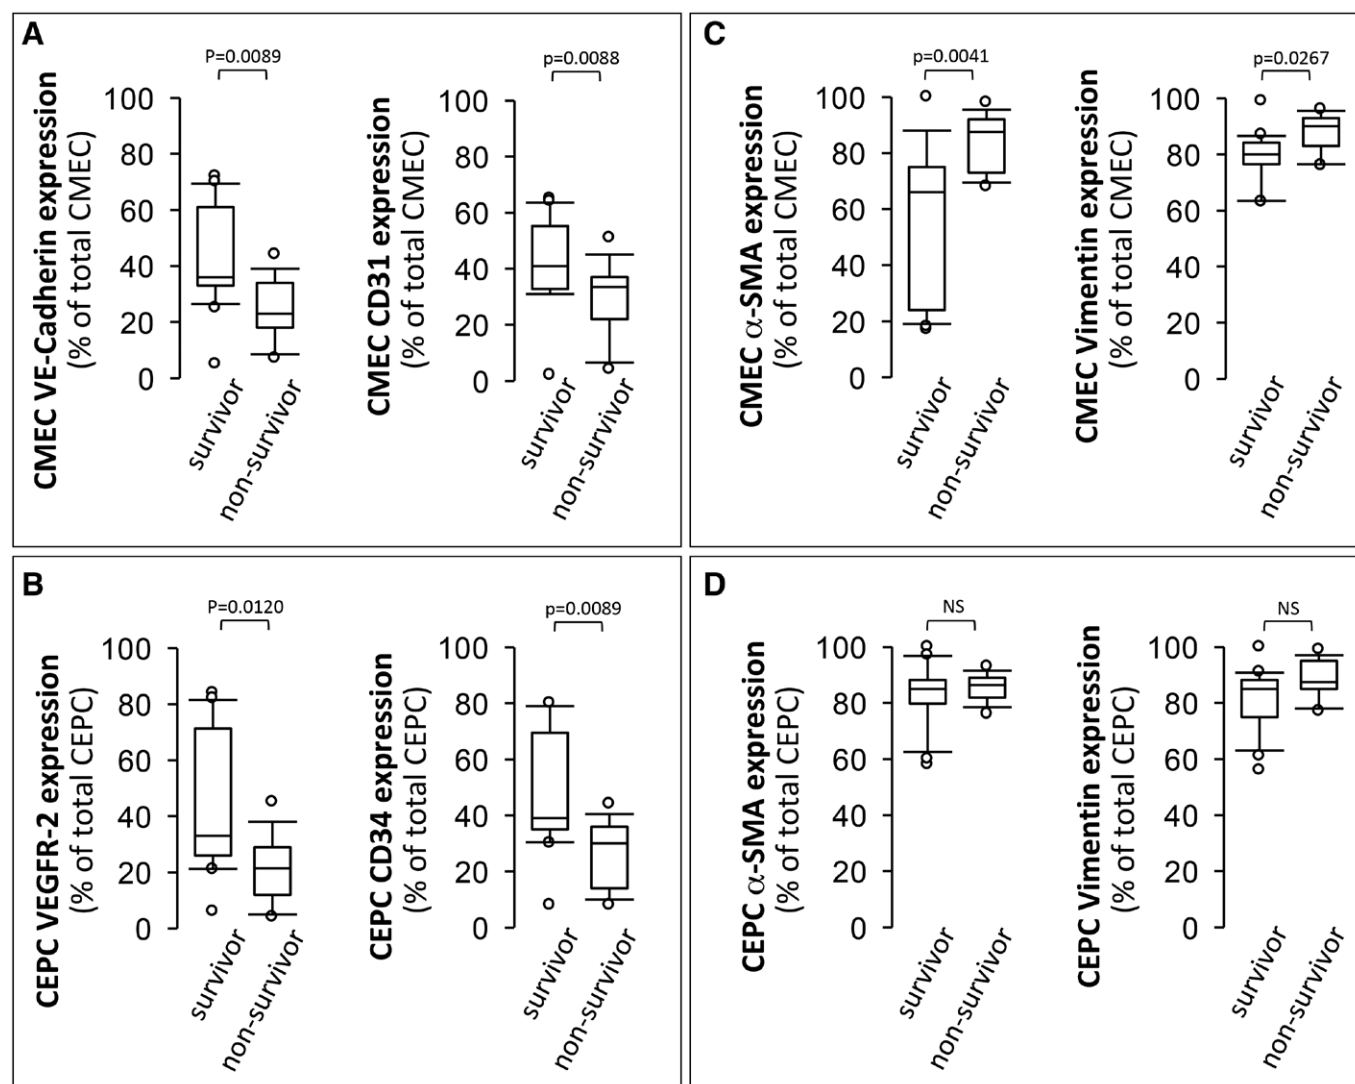 A
P=0.0089
CMEC VE-Cadherin expression
(% of total CMEC)
100
80
60
40
20
0
survivor
non-survivor
p=0.0088
CMEC CD31 expression
(% of total CMEC)
100
80
60
40
20
0
survivor
non-survivor
C
p=0.0041
CMEC α-SMA expression
(% of total CMEC)
100
80
60
40
20
0
survivor
non-survivor
p=0.0267
CMEC Vimentin expression
(% of total CMEC)
100
80
60
40
20
0
survivor
non-survivor
B
P=0.0120
CEPC VEGFR-2 expression
(% of total CEPC)
100
80
60
40
20
0
survivor
non-survivor
p=0.0089
CEPC CD34 expression
(% of total CEPC)
100
80
60
40
20
0
survivor
non-survivor
D
NS
CEPC α-SMA expression
(% of total CEPC)
100
80
60
40
20
0
survivor
non-survivor
NS
CEPC Vimentin expression
(% of total CEPC)
100
80
60
40
20
0
survivor
non-survivor